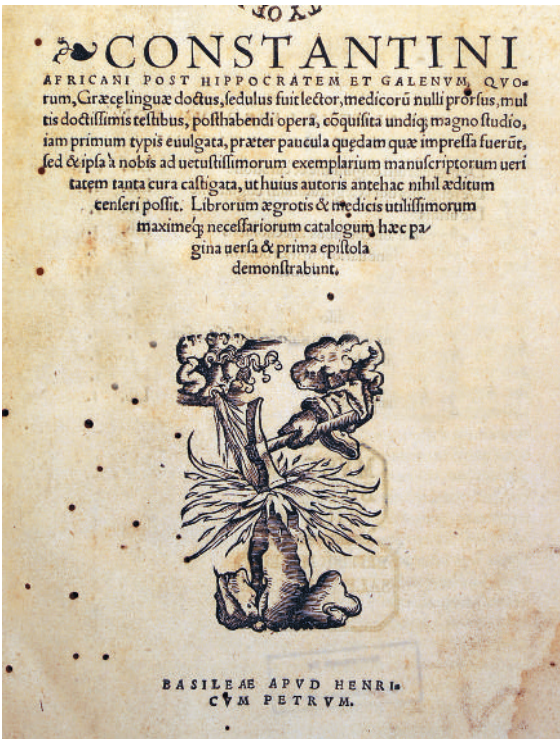 CONSTANTINI
AFRICANI POST HIPPOCRATEM ET GALENVM, QVO-
rum, Græcę linguæ doctus, sedulus fuit lector, medicorū nulli prorsus, mul
tis doctissimis testibus, posthabendi opera, cōquisita undiq; magno studio,
iam primum typis euulgata, præter paucula quędam quæ impressa fuerūt,
sed & ipsa à nobis ad uetustissimorum exemplarium manuscriptorum veri
tatem tanta cura castigata, ut huius autoris antehac nihil æditum
censeri possit. Librorum ægrotis & medicis utilissimorum
maximeq́; necessariorum catalogum hæc pa-
gina uersa & prima epistola
demonstrabunt.
BASILEAE APVD HENRI-
CVM PETRVM.